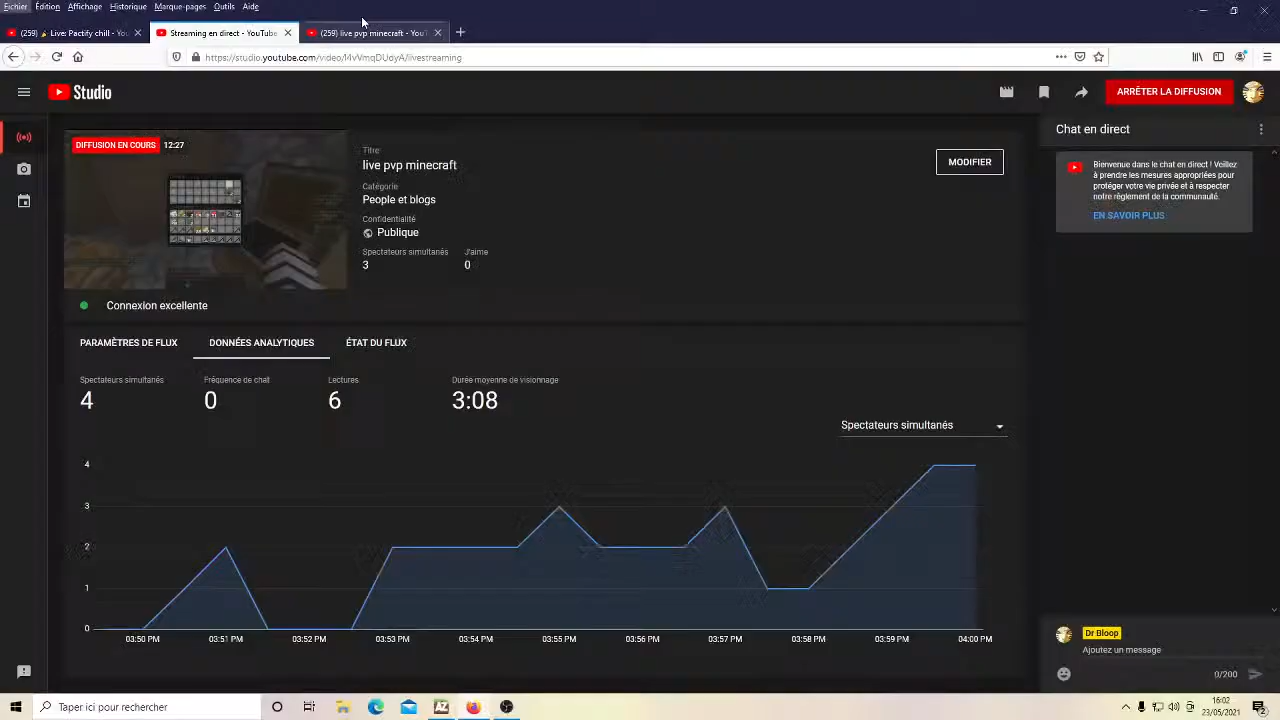 Fichier Édition Affichage Historique Marque-pages Outils Aide
(259) Live: Pactify chill - You
Streaming en direct - YouTube
(259) live pvp minecraft - YouT
https://studio.youtube.com/video/l4vVmqDUdyA/livestreaming
Studio
ARRÊTER LA DIFFUSION
DIFFUSION EN COURS 12:27
Titre
live pvp minecraft
MODIFIER
Catégorie
People et blogs
Confidentialité
Publique
Spectateurs simultanés J'aime
3 0
Connexion excellente
Chat en direct
Bienvenue dans le chat en direct ! Veillez
à prendre les mesures appropriées pour
protéger votre vie privée et à respecter
notre règlement de la communauté.
EN SAVOIR PLUS
PARAMÈTRES DE FLUX DONNÉES ANALYTIQUES ÉTAT DU FLUX
Spectateurs simultanés Fréquence de chat Lectures Durée moyenne de visionnage
4 0 6 3:08
Spectateurs simultanés
4
3
2
1
0
03:50 PM 03:51 PM 03:52 PM 03:53 PM 03:54 PM 03:55 PM 03:56 PM 03:57 PM 03:58 PM 03:59 PM 04:00 PM
Dr Bloop
Ajoutez un message
0/200
Taper ici pour rechercher
16:02
23/05/2021